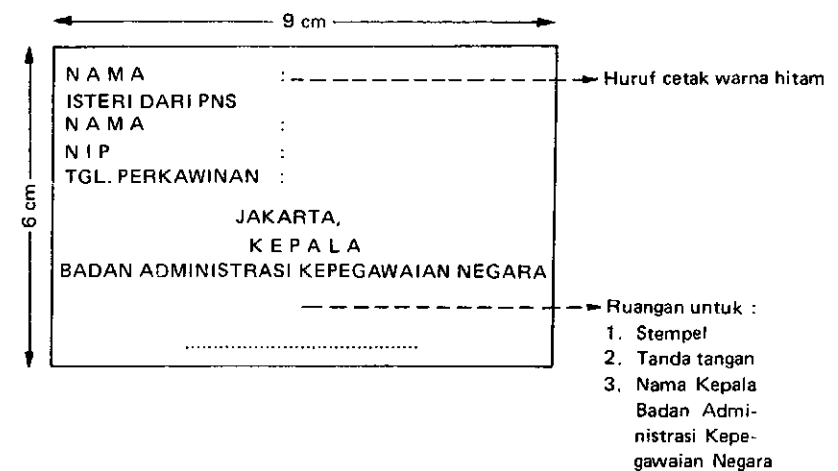 9 cm
6 cm
N A M A :
Huruf cetak warna hitam
ISTERI DARI PNS
N A M A :
N I P :
TGL. PERKAWINAN :
JAKARTA,
K E P A L A
BADAN ADMINISTRASI KEPEGAWAIAN NEGARA
Ruangan untuk :
1. Stempel
2. Tanda tangan
3. Nama Kepala
Badan Admi-
nistrasi Kepe-
gawaian Negara